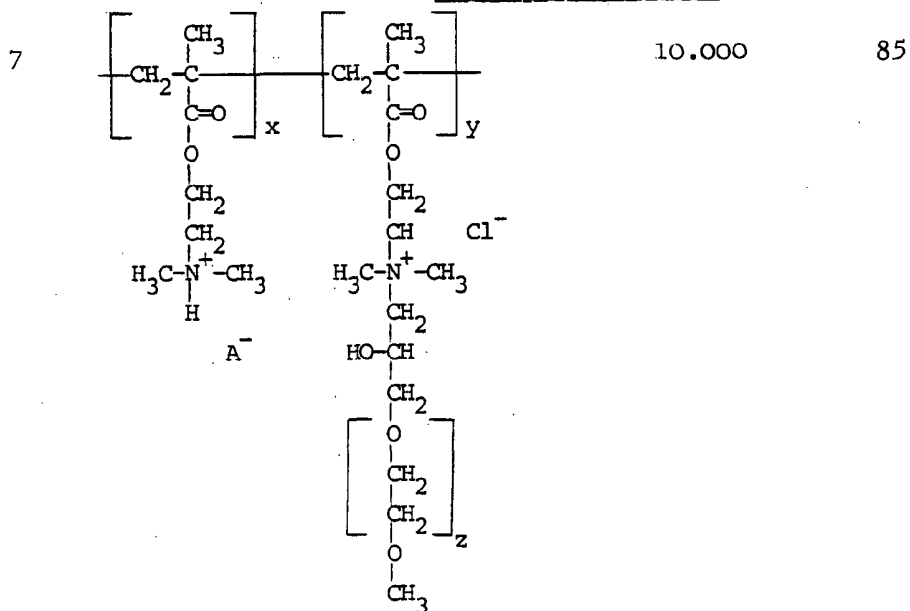 7 10.000 85
CH3 CH3
CH2 C CH2 C
C=O x C=O y
O O
CH2 CH2
CH2 CH Cl-
H3C-N+-CH3 H3C-N+-CH3
H CH2
A- HO-CH
CH2
O
CH2
CH2 z
O
CH3